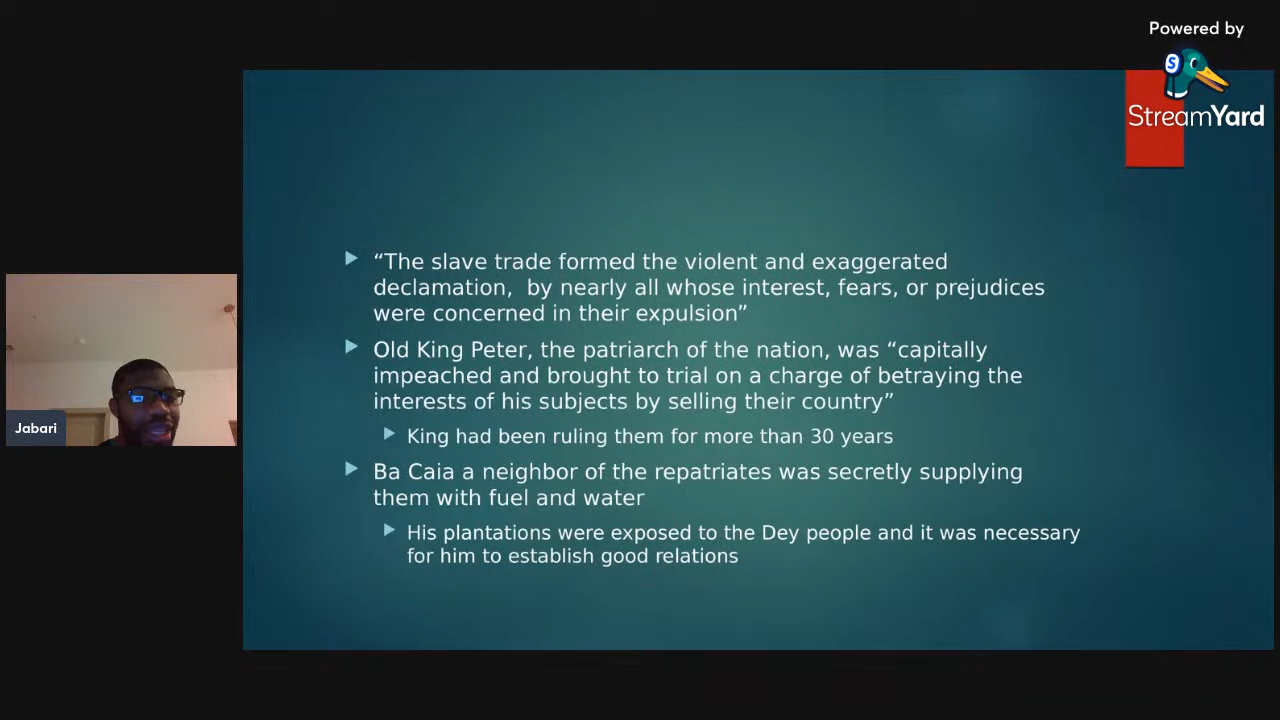 Powered by
S
StreamYard
“The slave trade formed the violent and exaggerated
declamation,  by nearly all whose interest, fears, or prejudices
were concerned in their expulsion”
Old King Peter, the patriarch of the nation, was “capitally
impeached and brought to trial on a charge of betraying the
interests of his subjects by selling their country”
King had been ruling them for more than 30 years
Ba Caia a neighbor of the repatriates was secretly supplying
them with fuel and water
His plantations were exposed to the Dey people and it was necessary
for him to establish good relations
Jabari